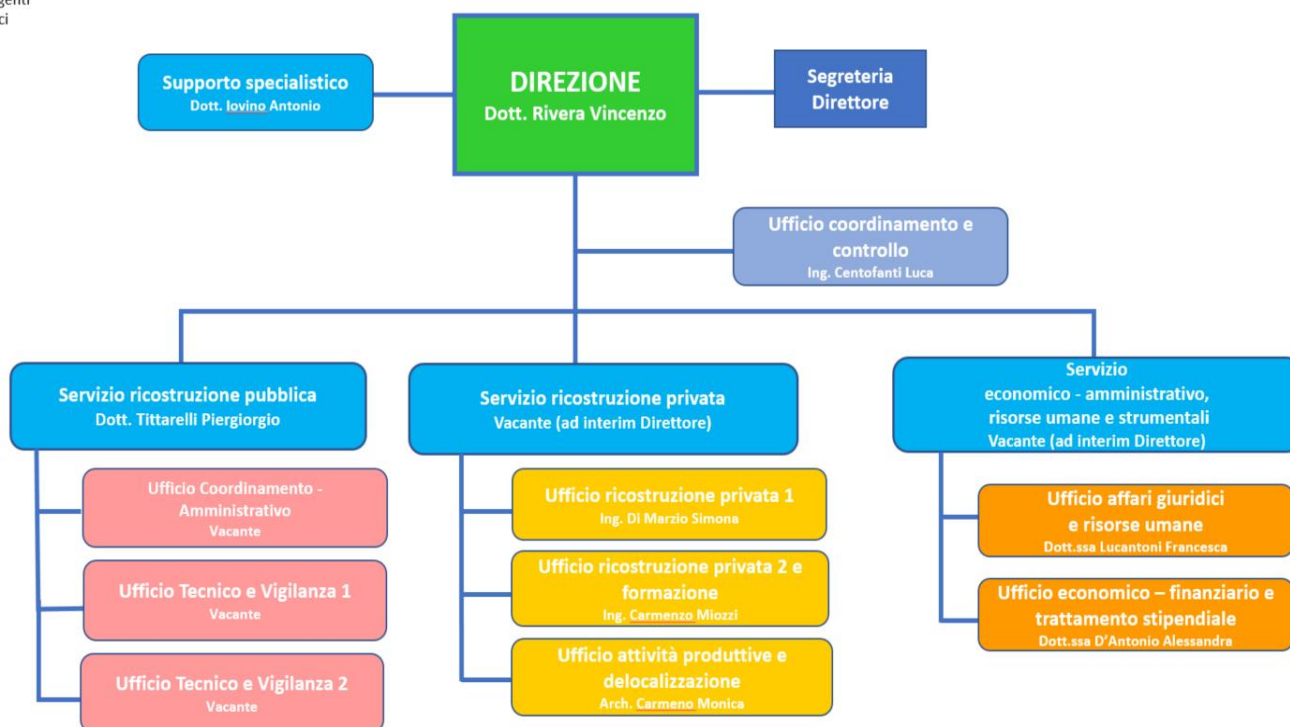 Supporto specialistico
Dott. Iovino Antonio
DIREZIONE
Dott. Rivera Vincenzo
Segreteria
Direttore
Ufficio coordinamento e
controllo
Ing. Centofanti Luca
Servizio ricostruzione pubblica
Dott. Tittarelli Piergiorgio
Servizio ricostruzione privata
Vacante (ad interim Direttore)
Servizio
economico - amministrativo,
risorse umane e strumentali
Vacante (ad interim Direttore)
Ufficio Coordinamento -
Amministrativo
Vacante
Ufficio Tecnico e Vigilanza 1
Vacante
Ufficio Tecnico e Vigilanza 2
Vacante
Ufficio ricostruzione privata 1
Ing. Di Marzio Simona
Ufficio ricostruzione privata 2 e
formazione
Ing. Carmenzo Miozzi
Ufficio attività produttive e
delocalizzazione
Arch. Carmeno Monica
Ufficio affari giuridici
e risorse umane
Dott.ssa Lucantoni Francesca
Ufficio economico – finanziario e
trattamento stipendiale
Dott.ssa D'Antonio Alessandra